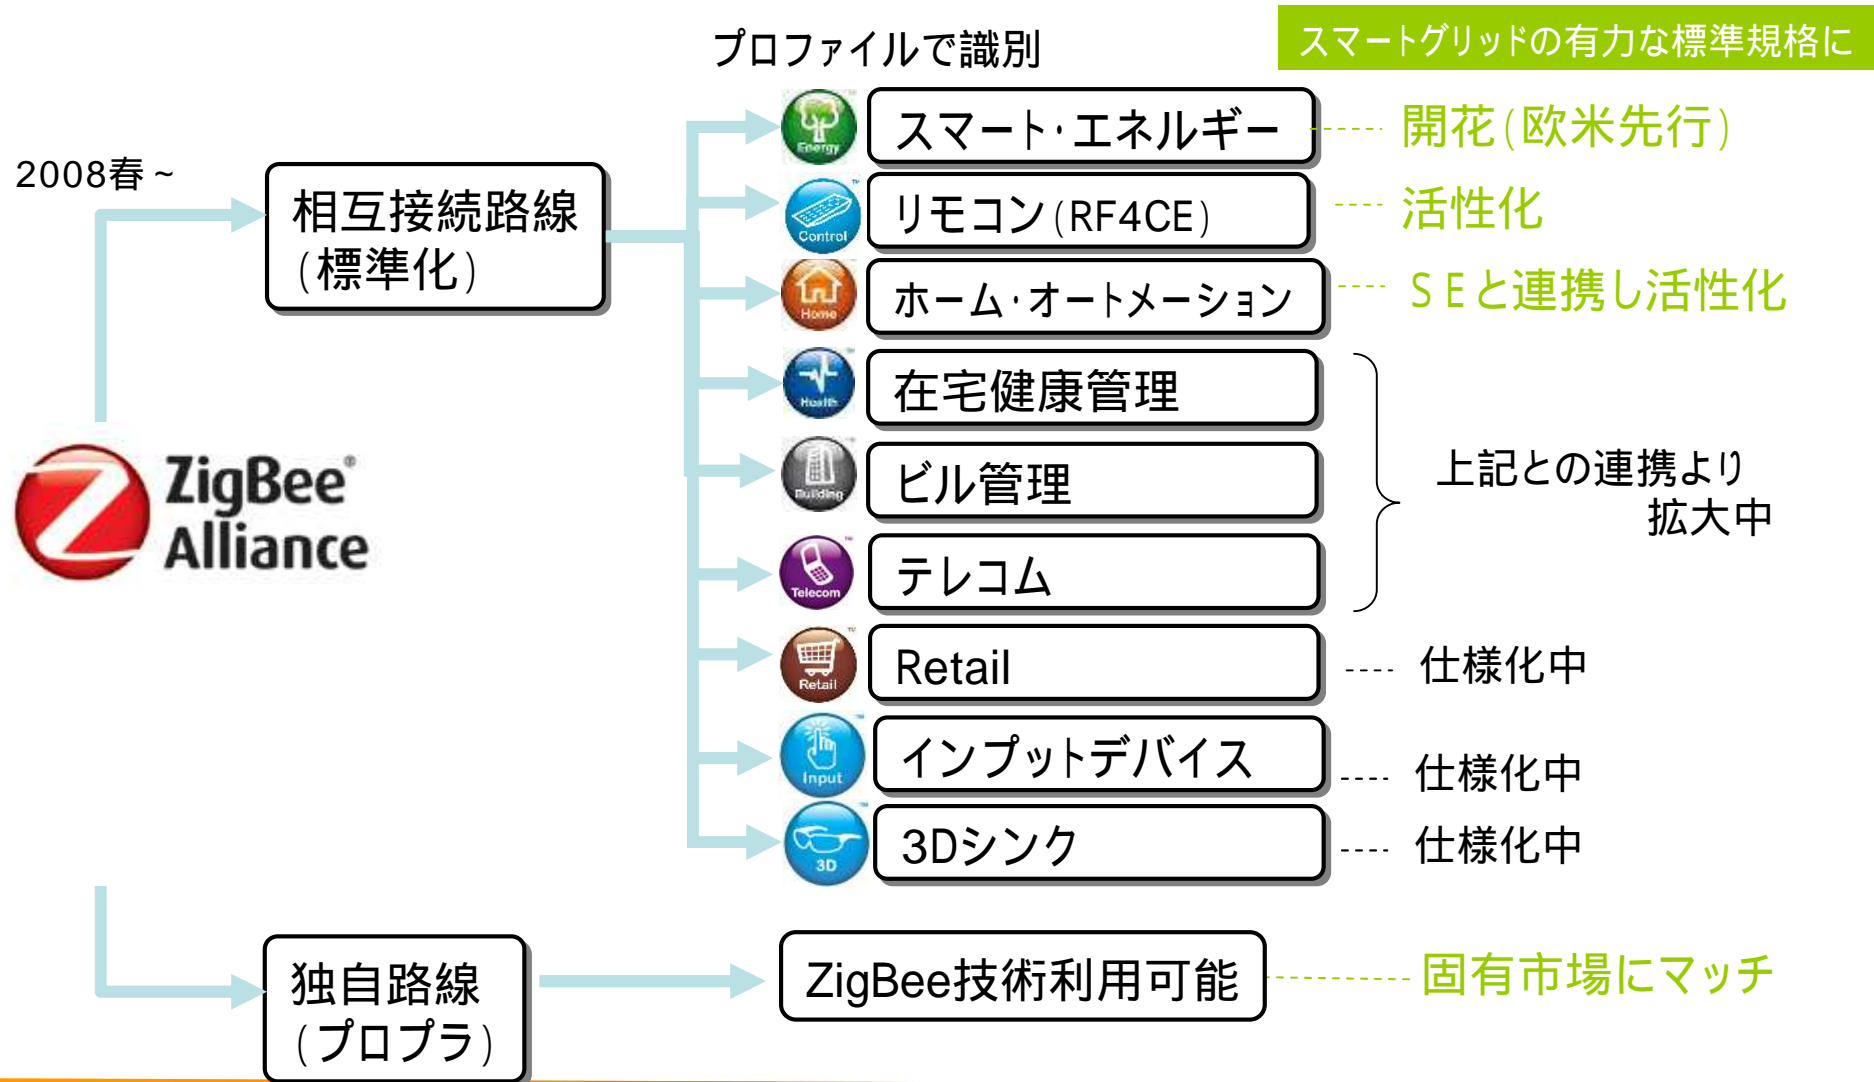 プロファイルで識別
スマートグリッドの有力な標準規格に
2008春~
相互接続路線
(標準化)
Energy
スマート・エネルギー
開花(欧米先行)
Control
リモコン(RF4CE)
活性化
Home
ホーム・オートメーション
SEと連携し活性化
Health
在宅健康管理
Building
ビル管理
上記との連携より
拡大中
ZigBee®
Alliance
Telecom
テレコム
Retail
Retail
仕様化中
Input
インプットデバイス
仕様化中
3D
3Dシンク
仕様化中
独自路線
(プロプラ)
ZigBee技術利用可能
固有市場にマッチ